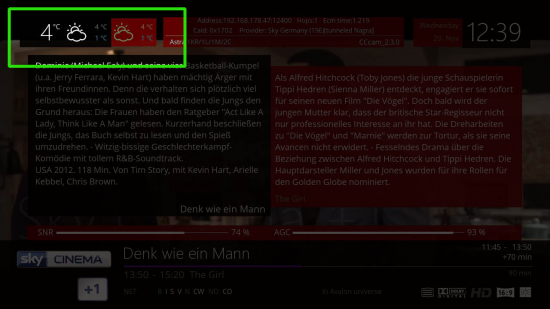 4°C 4 °C 1 °C 4 °C 1 °C
Address:192.168.178.47:12400 Hops:1 Ecm time:1.219
Caid: 0x1702 Provider: Sky Germany [19E]
CCcam_2.3.0
Astra
Wednesday
20. Nov
12:39
Dominic (Michael Ealy) und seine vier Basketball-Kumpel
(u.a. Jerry Ferrara, Kevin Hart) haben mächtig Ärger mit
ihren Freundinnen. Denn die verhalten sich plötzlich viel
selbstbewusster als sonst. Und bald finden die Jungs den
Grund heraus: Die Frauen haben den Ratgeber "Act Like A
Lady, Think Like A Man" gelesen. Kurzerhand beschließen
die Jungs, das Buch selbst zu lesen und den Spieß
umzudrehen. - Witzig-bissige Geschlechterkampf-
Komödie mit tollem R&B-Soundtrack.
USA 2012. 118 Min. Von Tim Story, mit Kevin Hart, Arielle
Kebbel, Chris Brown.
Denk wie ein Mann
Als Alfred Hitchcock (Toby Jones) die junge Schauspielerin
Tippi Hedren (Sienna Miller) entdeckt, engagiert er sie sofort
für seinen neuen Film "Die Vögel". Doch bald wird der
jungen Mutter klar, dass der britische Star-Regisseur nicht
nur professionelles Interesse an ihr hat. Die Dreharbeiten
zu "Die Vögel" und "Marnie" werden zur Tortur, als sie seine
Avancen nicht erwidert. - Fesselndes Drama über die
Beziehung zwischen Alfred Hitchcock und Tippi Hedren. Die
Hauptdarsteller Miller und Jones wurden für ihre Rollen für
den Golden Globe nominiert.
The Girl
SNR 74 % AGC 93 %
sky CINEMA
+1
Denk wie ein Mann
11:45 - 13:50
+70 min
13:50 - 15:20 The Girl
90 min
NET: B I S V N CW ND CO
In Avalon universe
DOLBY DIGITAL HD 16:9